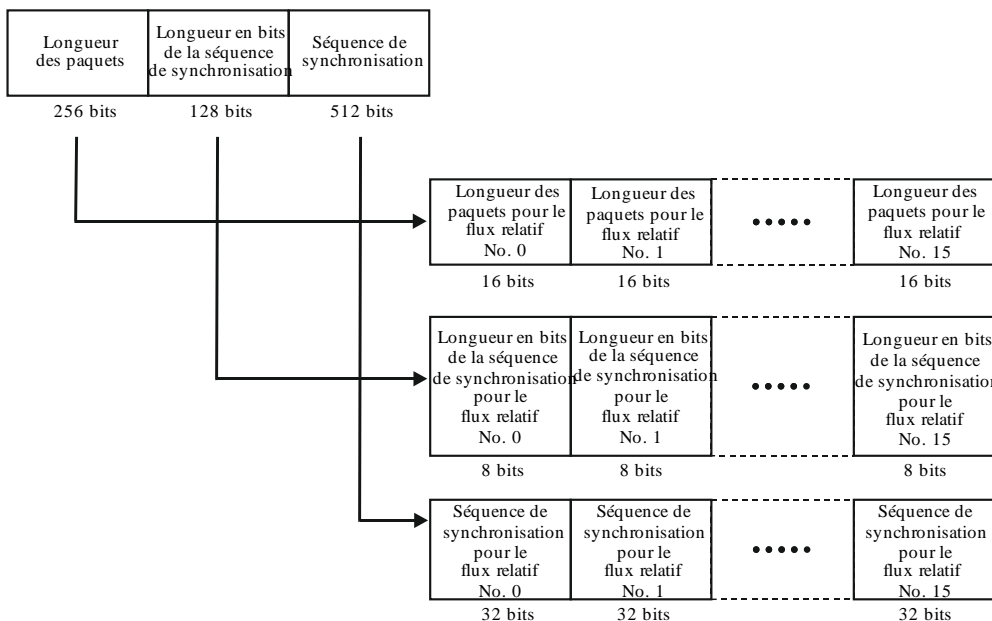 Longueur
des paquets
Longueur en bits
de la séquence
de synchronisation
Séquence de
synchronisation
256 bits
128 bits
512 bits
Longueur des
paquets pour le
flux relatif
No. 0
Longueur des
paquets pour le
flux relatif
No. 1
•••••
Longueur des
paquets pour le
flux relatif
No. 15
16 bits
16 bits
16 bits
Longueur en bits
de la séquence
de synchronisation
pour le
flux relatif
No. 0
Longueur en bits
de la séquence
de synchronisation
pour le
flux relatif
No. 1
•••••
Longueur en bits
de la séquence
de synchronisation
pour le
flux relatif
No. 15
8 bits
8 bits
8 bits
Séquence de
synchronisation
pour le
flux relatif
No. 0
Séquence de
synchronisation
pour le
flux relatif
No. 1
•••••
Séquence de
synchronisation
pour le
flux relatif
No. 15
32 bits
32 bits
32 bits